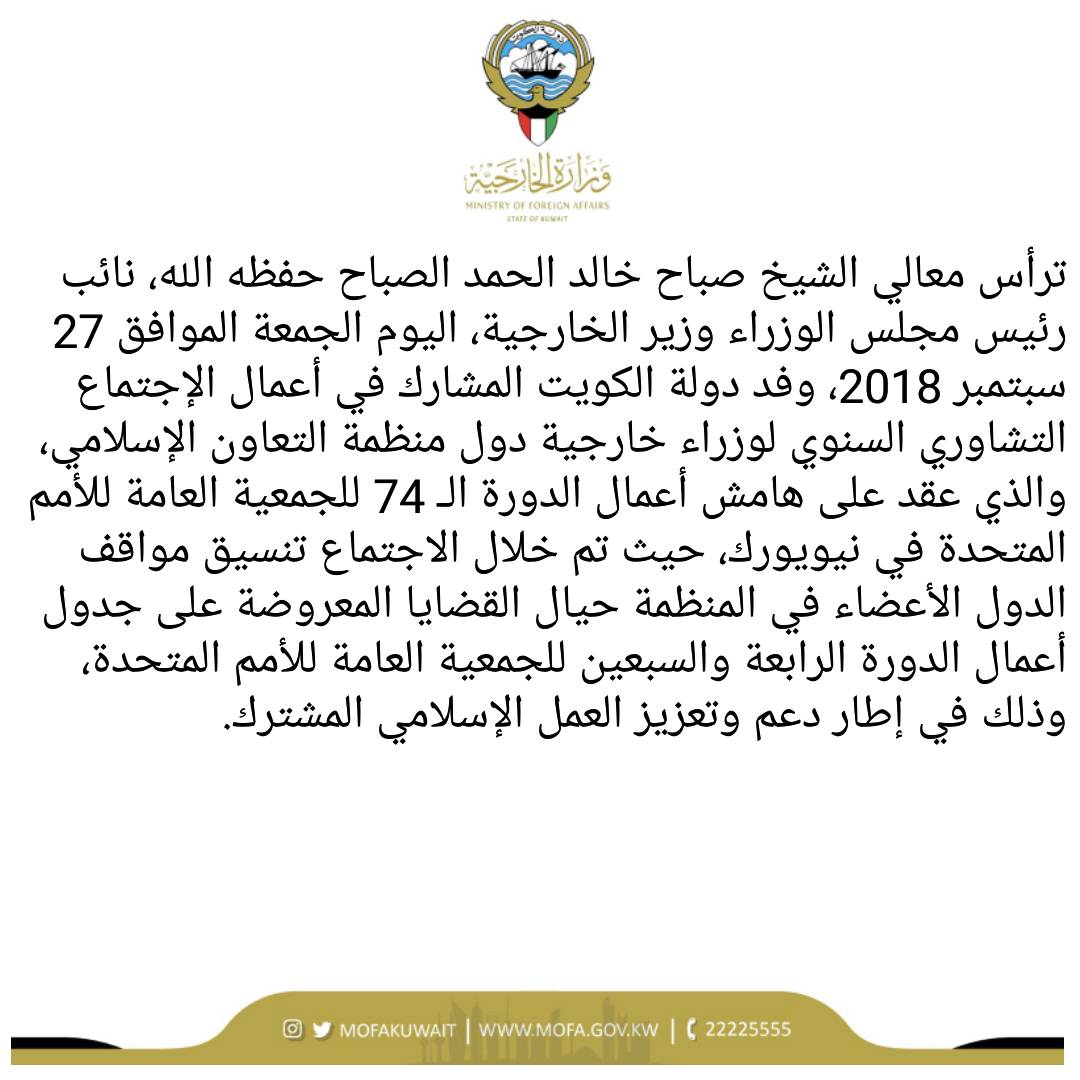 دولة الكويت
وزارة الخارجية
MINISTRY OF FOREIGN AFFAIRS
STATE OF KUWAIT
ترأس معالي الشيخ صباح خالد الحمد الصباح حفظه الله، نائب
رئيس مجلس الوزراء وزير الخارجية، اليوم الجمعة الموافق 27
سبتمبر 2018، وفد دولة الكويت المشارك في أعمال الإجتماع
التشاوري السنوي لوزراء خارجية دول منظمة التعاون الإسلامي،
والذي عقد على هامش أعمال الدورة الـ 74 للجمعية العامة للأمم
المتحدة في نيويورك، حيث تم خلال الاجتماع تنسيق مواقف
الدول الأعضاء في المنظمة حيال القضايا المعروضة على جدول
أعمال الدورة الرابعة والسبعين للجمعية العامة للأمم المتحدة،
وذلك في إطار دعم وتعزيز العمل الإسلامي المشترك.
MOFAKUWAIT | WWW.MOFA.GOV.KW | 22225555